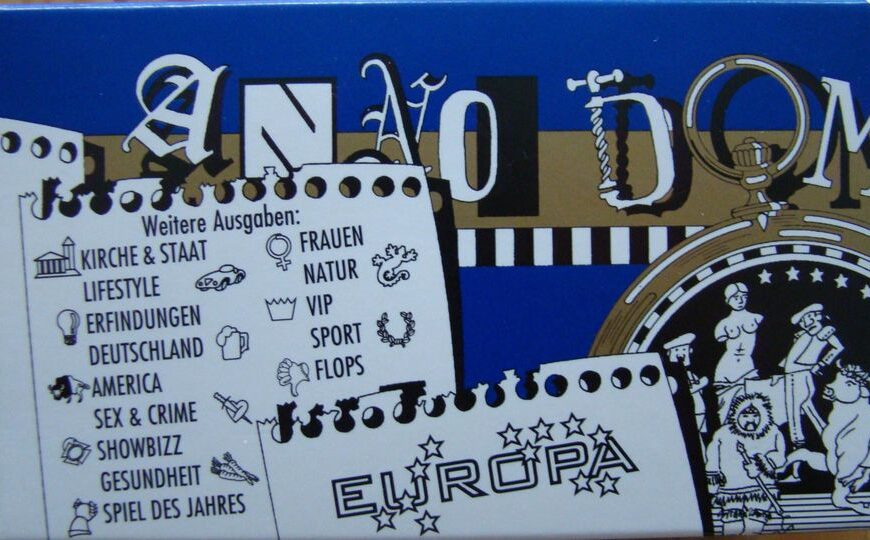 ANNO DOM
Weitere Ausgaben:
KIRCHE & STAAT
LIFESTYLE
ERFINDUNGEN
DEUTSCHLAND
AMERICA
SEX & CRIME
SHOWBIZZ
GESUNDHEIT
SPIEL DES JAHRES
FRAUEN
NATUR
VIP
SPORT
FLOPS
EUROPA